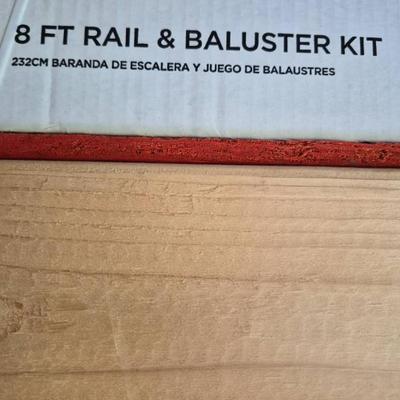 8 FT RAIL & BALUSTER KIT
232CM BARANDA DE ESCALERA Y JUEGO DE BALAUSTRES